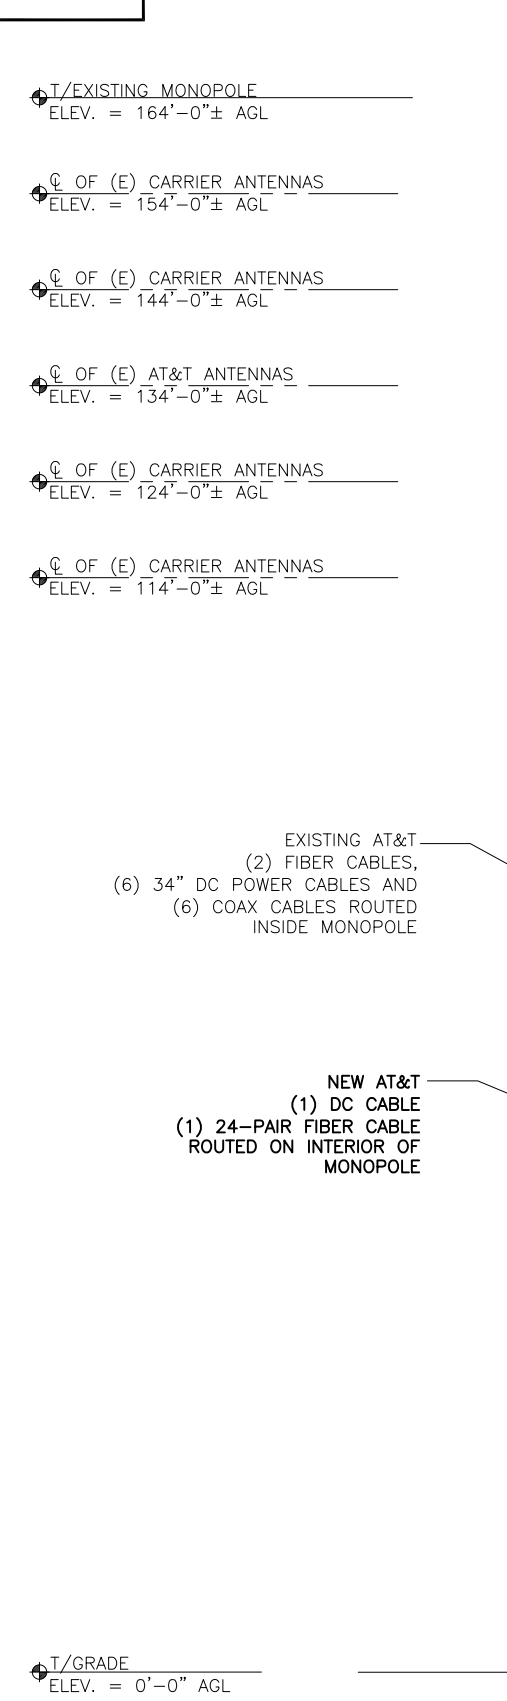 T/EXISTING MONOPOLE
ELEV. = 164'-0"± AGL
℄ OF (E) CARRIER ANTENNAS
ELEV. = 154'-0"± AGL
℄ OF (E) CARRIER ANTENNAS
ELEV. = 144'-0"± AGL
℄ OF (E) AT&T ANTENNAS
ELEV. = 134'-0"± AGL
℄ OF (E) CARRIER ANTENNAS
ELEV. = 124'-0"± AGL
℄ OF (E) CARRIER ANTENNAS
ELEV. = 114'-0"± AGL
EXISTING AT&T
(2) FIBER CABLES,
(6) 34" DC POWER CABLES AND
(6) COAX CABLES ROUTED
INSIDE MONOPOLE
NEW AT&T
(1) DC CABLE
(1) 24-PAIR FIBER CABLE
ROUTED ON INTERIOR OF
MONOPOLE
T/GRADE
ELEV. = 0'-0" AGL